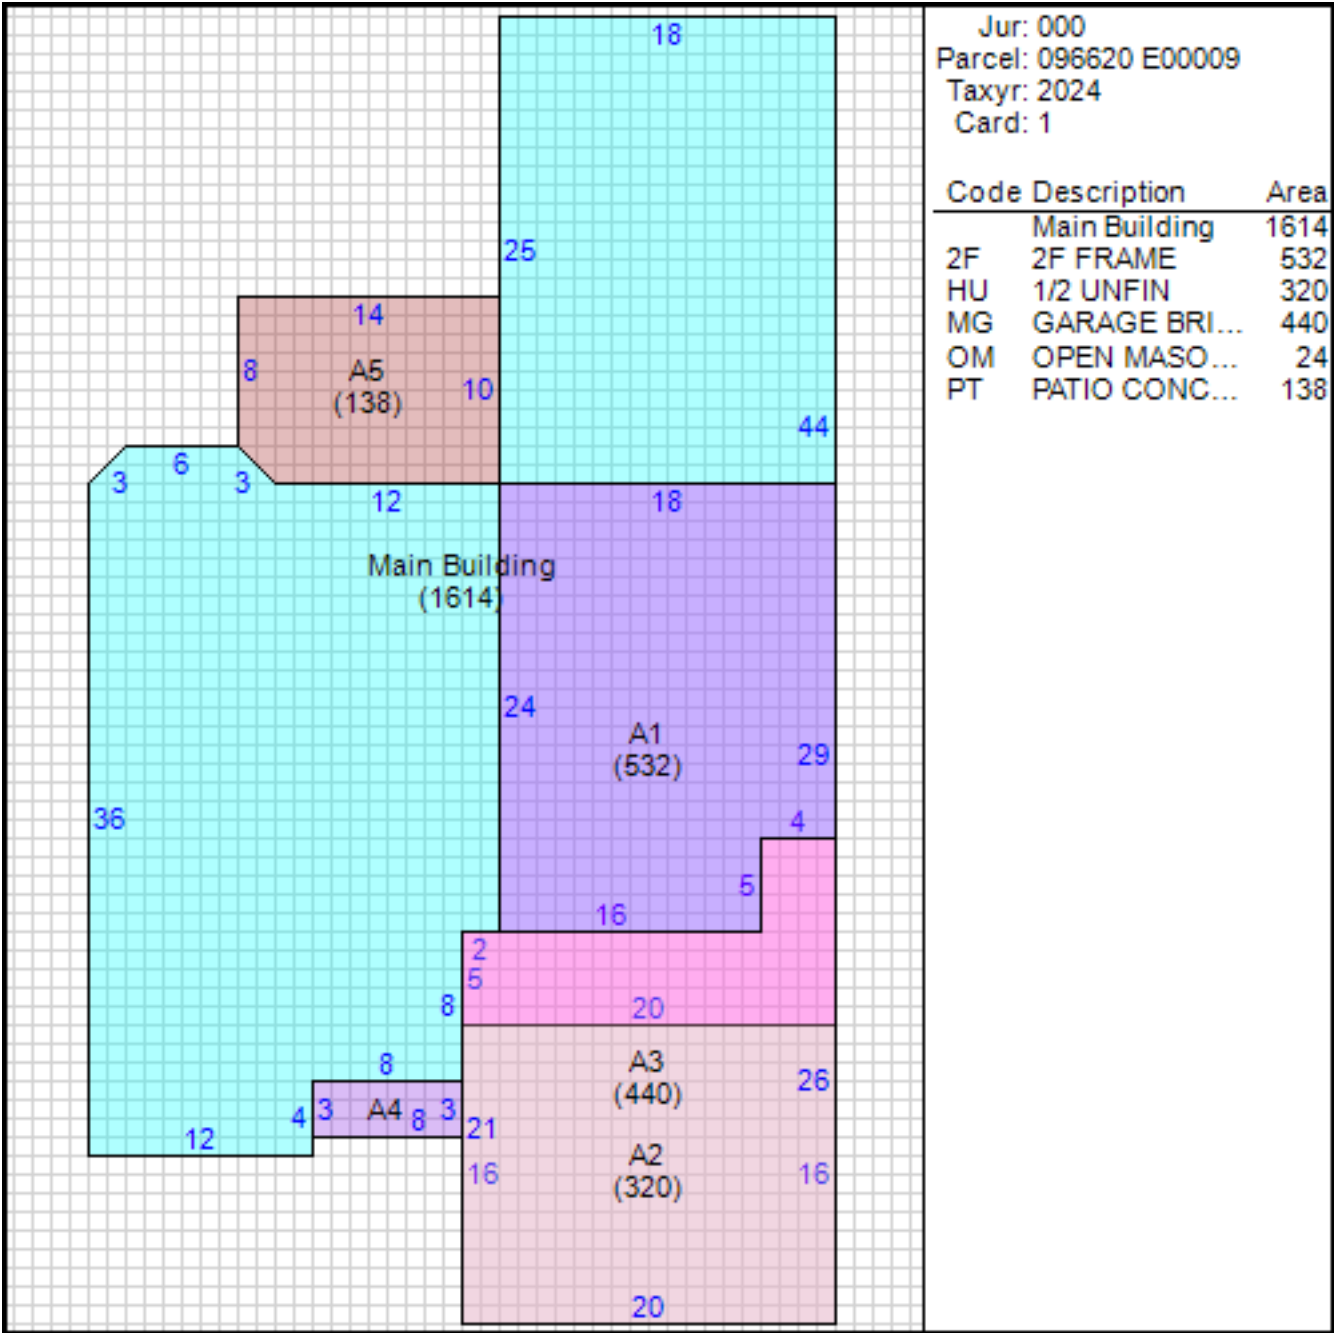 Jur: 000
Parcel: 096620 E00009
Taxyr: 2024
Card: 1
Code Description Area
Main Building 1614
2F 2F FRAME 532
HU 1/2 UNFIN 320
MG GARAGE BRI... 440
OM OPEN MASO... 24
PT PATIO CONC... 138
18
25
14
8
A5
10
(138)
44
6
3
3
12
18
Main Building
(1614)
24
A1
29
(532)
36
4
5
16
2
5
8
20
8
A3
26
(440)
4
3
A4
8
3
21
12
A2
16
(320)
16
20